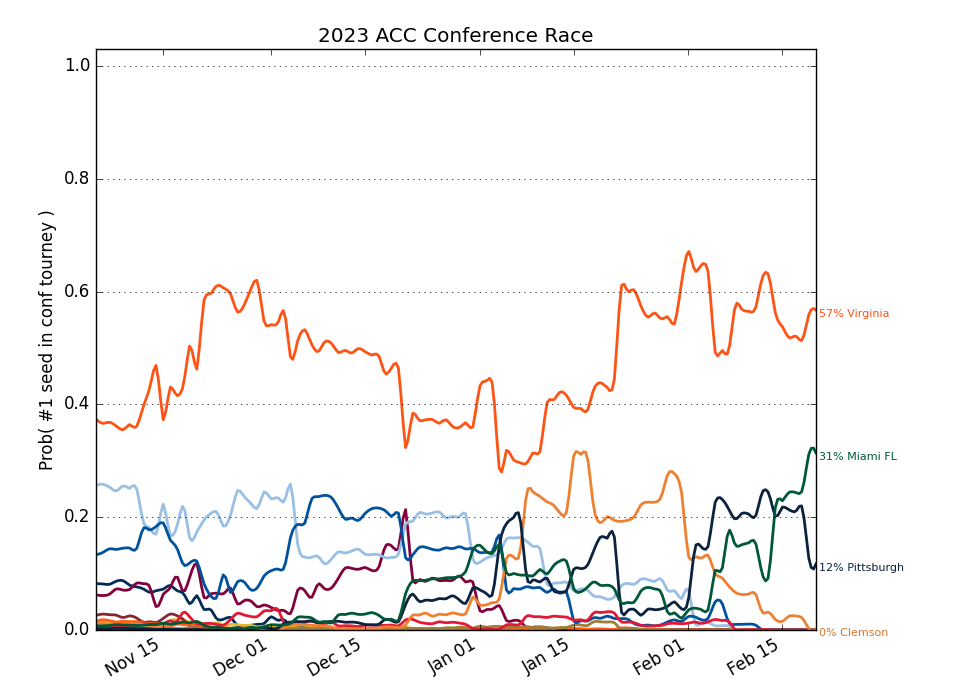 2023 ACC Conference Race
Prob( #1 seed in conf tourney )
1.0
0.8
0.6
0.4
0.2
0.0
57% Virginia
31% Miami FL
12% Pittsburgh
0% Clemson
Nov 15
Dec 01
Dec 15
Jan 01
Jan 15
Feb 01
Feb 15